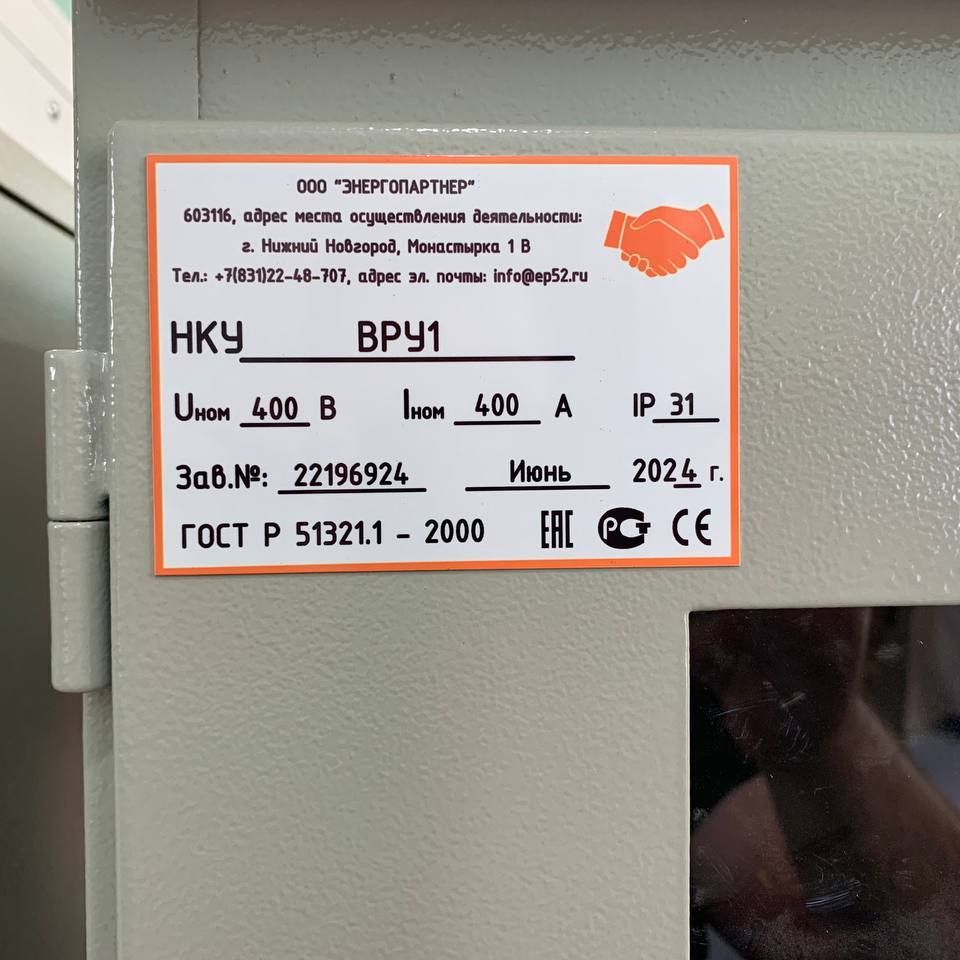 ООО "ЭНЕРГОПАРТНЕР"
603116, адрес места осуществления деятельности:
г. Нижний Новгород, Монастырка 1 В
Тел.: +7(831)22-48-707, адрес эл. почты: info@ep52.ru
НКУ ВРУ1
Uном 400 В Iном 400 А IP 31
Зав.№: 22196924 Июнь 2024 г.
ГОСТ Р 51321.1 - 2000 ЕАС РСТ CE